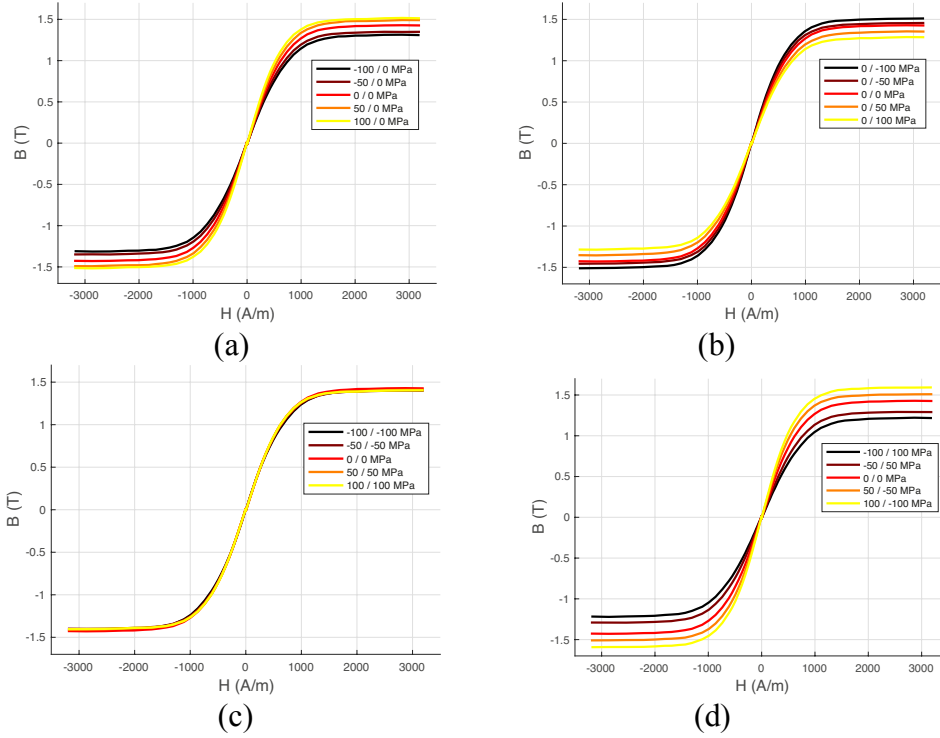 1.5
1
0.5
0
-0.5
-1
-1.5
B (T)
-100 / 0 MPa
-50 / 0 MPa
0 / 0 MPa
50 / 0 MPa
100 / 0 MPa
-3000 -2000 -1000 0 1000 2000 3000
H (A/m)
(a)
1.5
1
0.5
0
-0.5
-1
-1.5
B (T)
0 / -100 MPa
0 / -50 MPa
0 / 0 MPa
0 / 50 MPa
0 / 100 MPa
-3000 -2000 -1000 0 1000 2000 3000
H (A/m)
(b)
1.5
1
0.5
0
-0.5
-1
-1.5
B (T)
-100 / -100 MPa
-50 / -50 MPa
0 / 0 MPa
50 / 50 MPa
100 / 100 MPa
-3000 -2000 -1000 0 1000 2000 3000
H (A/m)
(c)
1.5
1
0.5
0
-0.5
-1
-1.5
B (T)
-100 / 100 MPa
-50 / 50 MPa
0 / 0 MPa
50 / -50 MPa
100 / -100 MPa
-3000 -2000 -1000 0 1000 2000 3000
H (A/m)
(d)